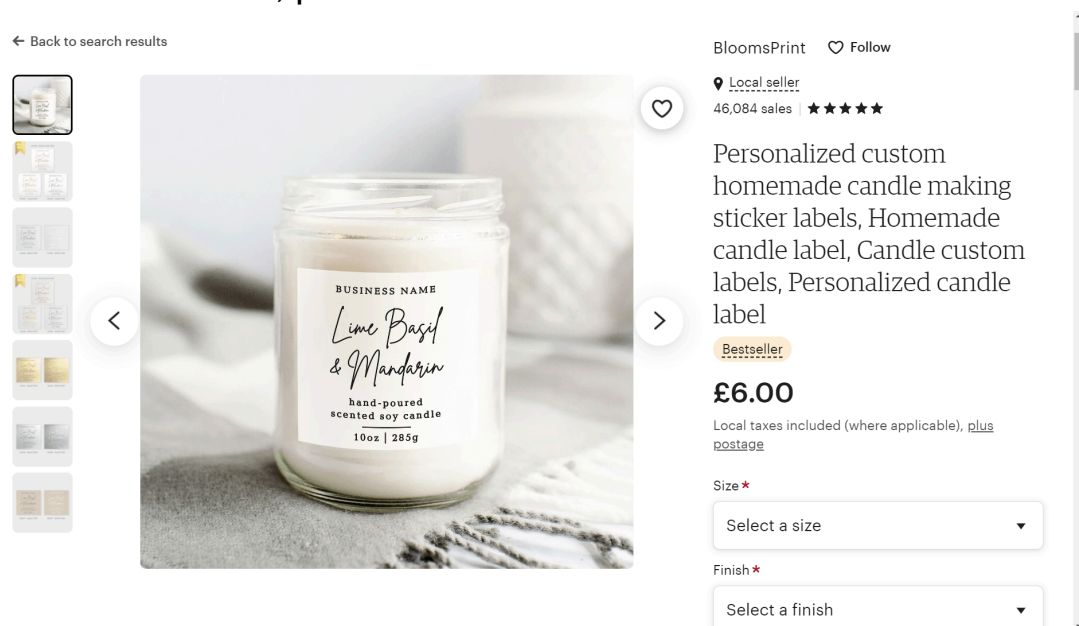 Back to search results
BloomsPrint Follow
Local seller
46,084 sales
Personalized custom
homemade candle making
sticker labels, Homemade
candle label, Candle custom
labels, Personalized candle
label
Bestseller
£6.00
Local taxes included (where applicable), plus
postage
Size *
Select a size
Finish *
Select a finish
BUSINESS NAME
Lime Basil
& Mandarin
hand-poured
scented soy candle
10oz | 285g